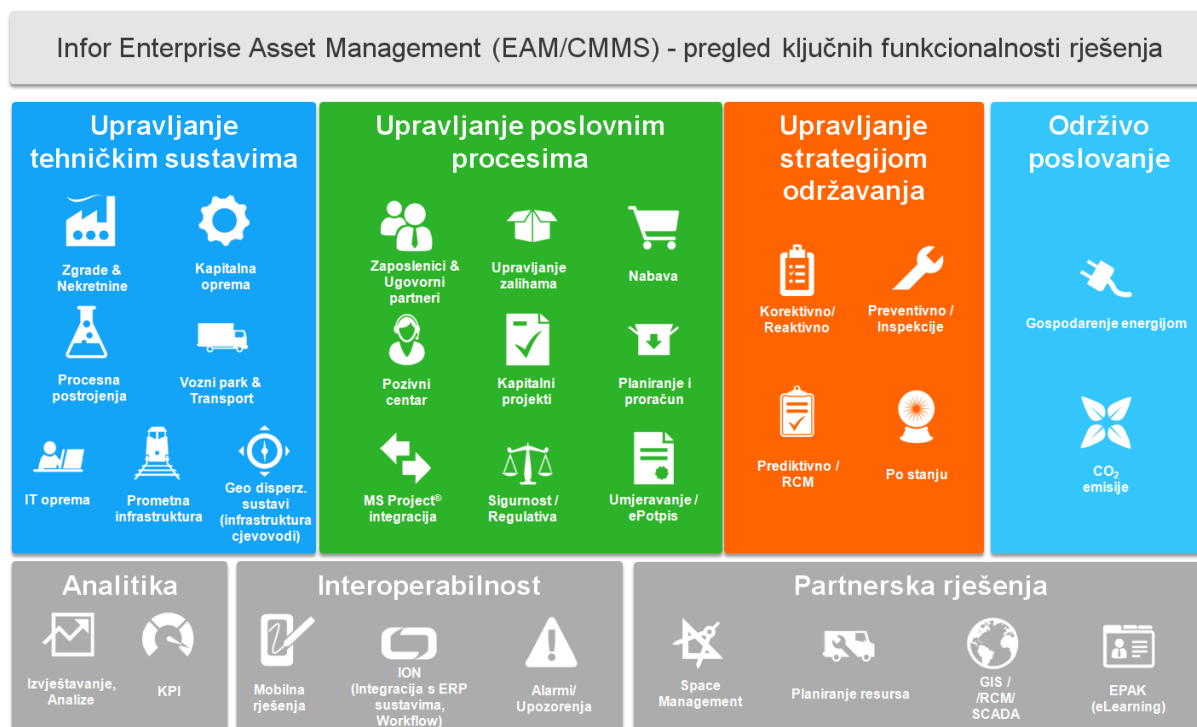 Infor Enterprise Asset Management (EAM/CMMS) - pregled ključnih funkcionalnosti rješenja
Upravljanje
tehničkim sustavima
Zgrade &
Nekretnine
Kapitalna
oprema
Procesna
postrojenja
Vozni park &
Transport
IT oprema
Prometna
infrastruktura
Geo disperz.
sustavi
(infrastruktura
cjevovodi)
Upravljanje poslovnim
procesima
Zaposlenici &
Ugovorni
partneri
Upravljanje
zalihama
Nabava
Pozivni
centar
Kapitalni
projekti
Planiranje i
proračun
MS Project®
integracija
Sigurnost /
Regulativa
Umjeravanje /
ePotpis
Upravljanje
strategijom
održavanja
Korektivno/
Reaktivno
Preventivno /
Inspekcije
Prediktivno /
RCM
Po stanju
Održivo
poslovanje
Gospodarenje energijom
CO₂
emisije
Analitika
Izvještavanje,
Analize
KPI
Interoperabilnost
Mobilna
rješenja
ION
(Integracija s ERP
sustavima,
Workflow)
Alarmi/
Upozorenja
Partnerska rješenja
Space
Management
Planiranje resursa
GIS /
/RCM/
SCADA
EPAK
(eLearning)